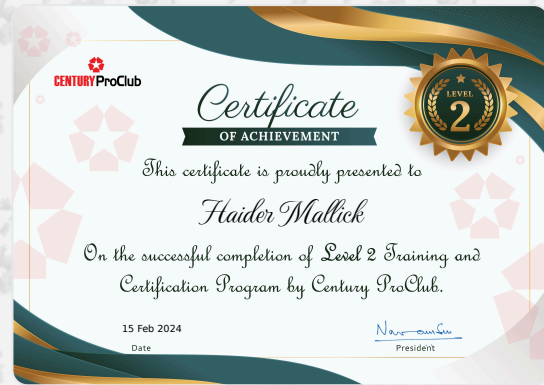 CENTURY ProClub
LEVEL
2
Certificate
OF ACHIEVEMENT
This certificate is proudly presented to
Haider Mallick
On the successful completion of Level 2 Training and
Certification Program by Century ProClub.
15 Feb 2024
Date
President